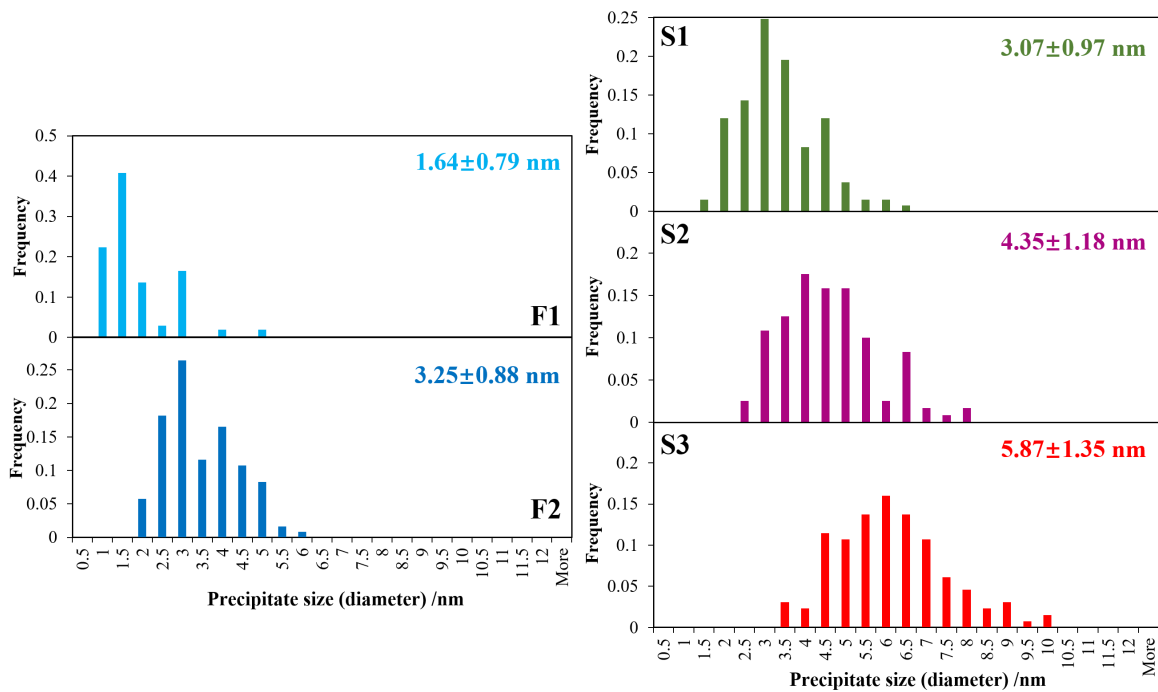 0.5
0.4
0.3
0.2
0.1
0
Frequency
1.64±0.79 nm
F1
0.25
0.2
0.15
0.1
0.05
0
Frequency
3.25±0.88 nm
F2
0.5 1 1.5 2 2.5 3 3.5 4 4.5 5 5.5 6 6.5 7 7.5 8 8.5 9 9.5 10 10.5 11 11.5 12 More
Precipitate size (diameter) /nm
S1
3.07±0.97 nm
0.25
0.2
0.15
0.1
0.05
0
Frequency
S2
4.35±1.18 nm
0.2
0.15
0.1
0.05
0
Frequency
S3
5.87±1.35 nm
0.2
0.15
0.1
0.05
0
Frequency
0.5 1 1.5 2 2.5 3 3.5 4 4.5 5 5.5 6 6.5 7 7.5 8 8.5 9 9.5 10 10.5 11 11.5 12 More
Precipitate size (diameter) /nm